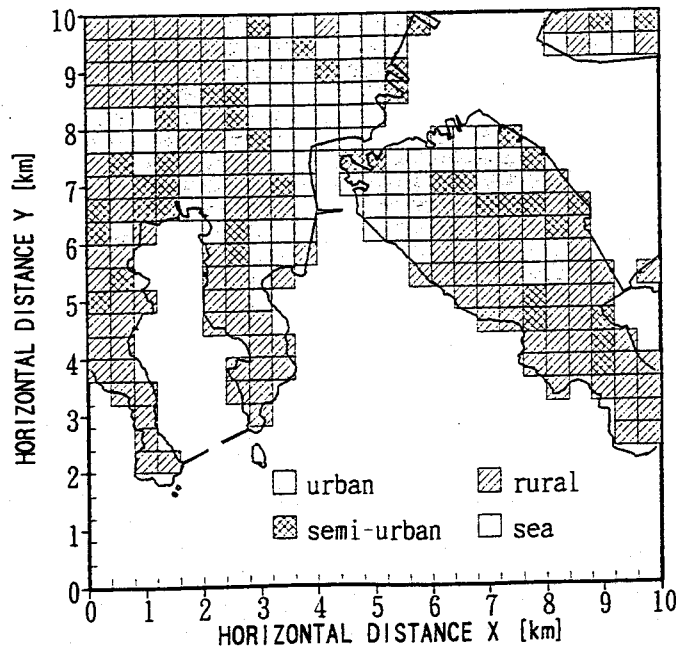 10
9
8
7
6
5
4
3
2
1
0
HORIZONTAL DISTANCE Y [km]
urban
rural
semi-urban
sea
0 1 2 3 4 5 6 7 8 9 10
HORIZONTAL DISTANCE X [km]